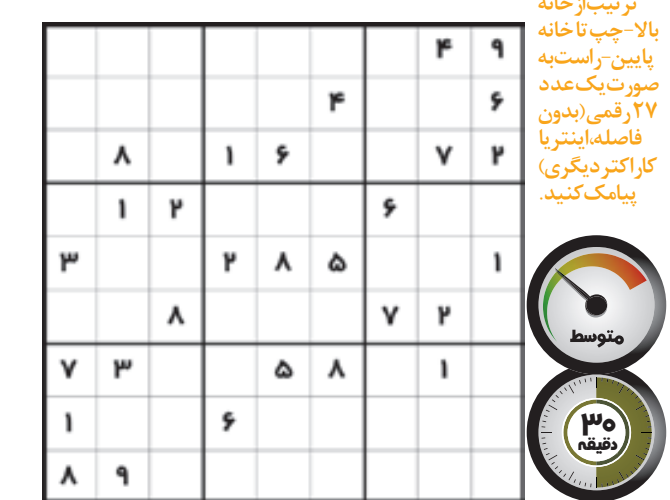 ترتیب از خانه
بالا-چپ تا خانه
پایین-راست به
صورت یک عدد
۲۷ رقمی (بدون
فاصله، اینتر یا
کاراکتر دیگری)
پیامک کنید.
۴ ۹
۴ ۶
۸ ۱ ۶ ۷ ۲
۱ ۲ ۶
۳ ۲ ۸ ۵ ۱
۸ ۷ ۲
۷ ۳ ۵ ۸ ۱
۱ ۶
۸ ۹
متوسط
۳۰
دقیقه